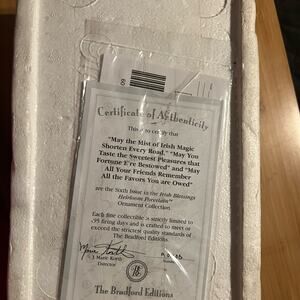 Certificate of Authenticity
This is to certify that
"May the Mist of Irish Magic
Shorten Every Road," "May You
Taste the Sweetest Pleasures that
Fortune E'er Bestowed" and "May
All Your Friends Remember
All the Favors You are Owed"
are the Sixth Issue in the Irish Blessings
Heirloom Porcelain™
Ornament Collection.
Each fine collectible is strictly limited to
95 firing days and is crafted to meet or
exceed the strictest quality standards of
The Bradford Editions.
J. Marie Korth
Director
The Bradford Editions